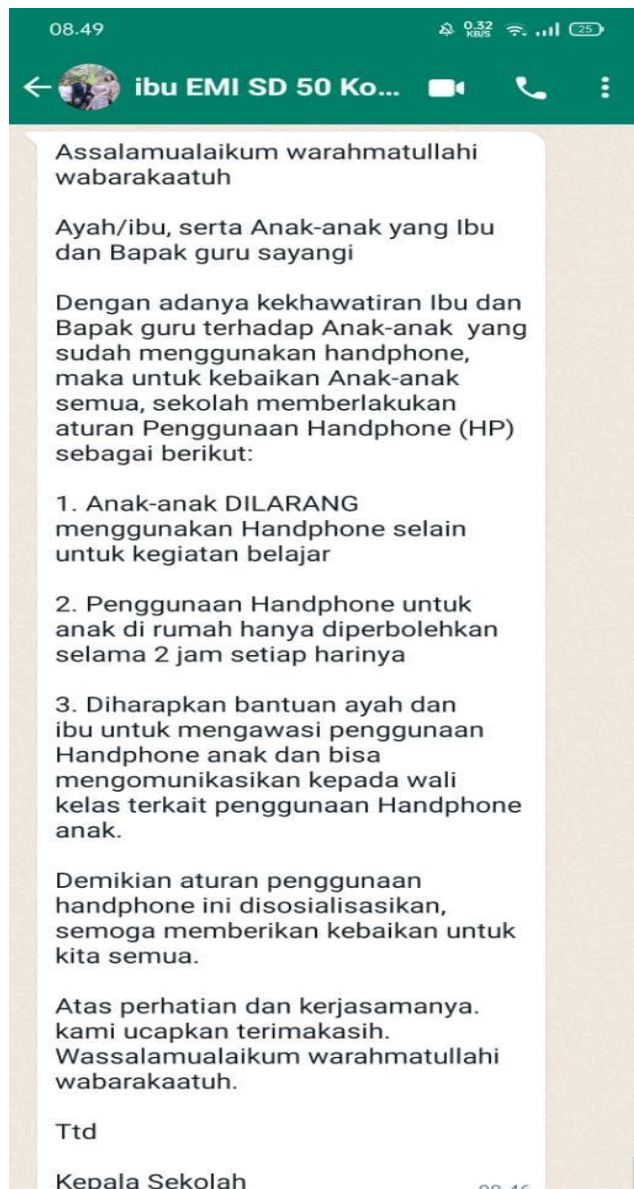 08.49
0.32
KB/S
25
ibu EMI SD 50 Ko...
Assalamualaikum warahmatullahi
wabarakaatuh
Ayah/ibu, serta Anak-anak yang Ibu
dan Bapak guru sayangi
Dengan adanya kekhawatiran Ibu dan
Bapak guru terhadap Anak-anak  yang
sudah menggunakan handphone,
maka untuk kebaikan Anak-anak
semua, sekolah memberlakukan
aturan Penggunaan Handphone (HP)
sebagai berikut:
1. Anak-anak DILARANG
menggunakan Handphone selain
untuk kegiatan belajar
2. Penggunaan Handphone untuk
anak di rumah hanya diperbolehkan
selama 2 jam setiap harinya
3. Diharapkan bantuan ayah dan
ibu untuk mengawasi penggunaan
Handphone anak dan bisa
mengomunikasikan kepada wali
kelas terkait penggunaan Handphone
anak.
Demikian aturan penggunaan
handphone ini disosialisasikan,
semoga memberikan kebaikan untuk
kita semua.
Atas perhatian dan kerjasamanya.
kami ucapkan terimakasih.
Wassalamualaikum warahmatullahi
wabarakaatuh.
Ttd
Kepala Sekolah